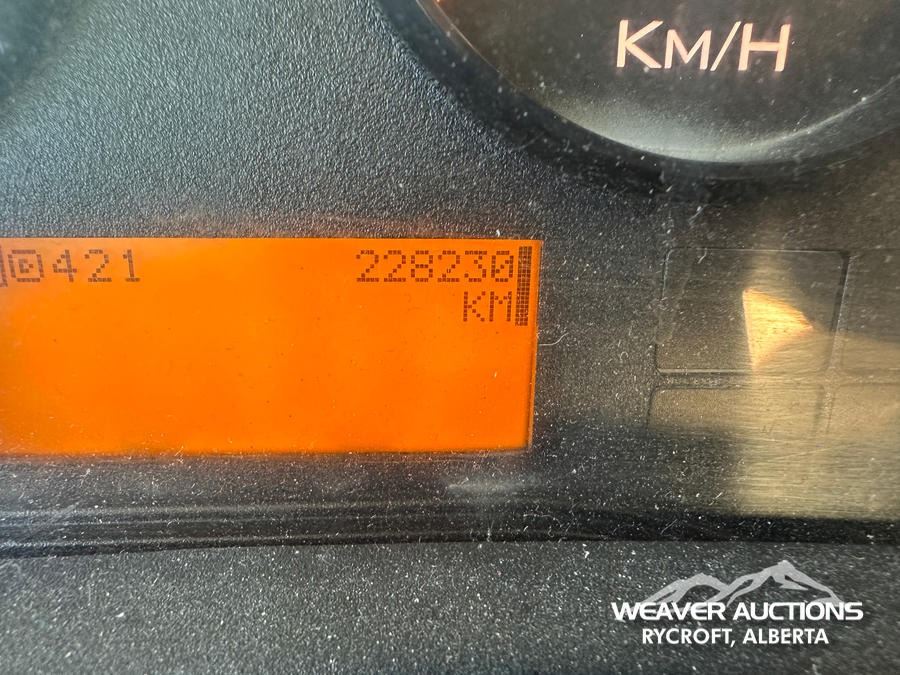 KM/H
421 228230
KM
WEAVER AUCTIONS
RYCROFT, ALBERTA